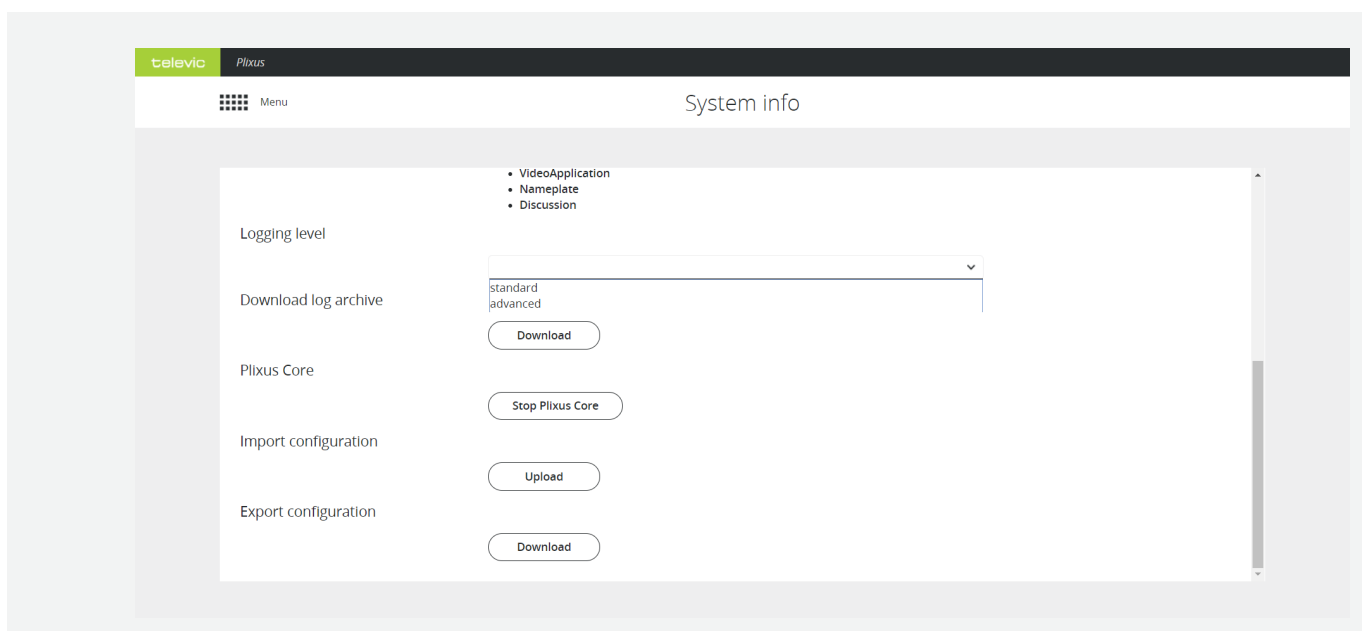 televic Plixus
Menu
System info
• VideoApplication
• Nameplate
• Discussion
Logging level
standard
advanced
Download log archive
Download
Plixus Core
Stop Plixus Core
Import configuration
Upload
Export configuration
Download